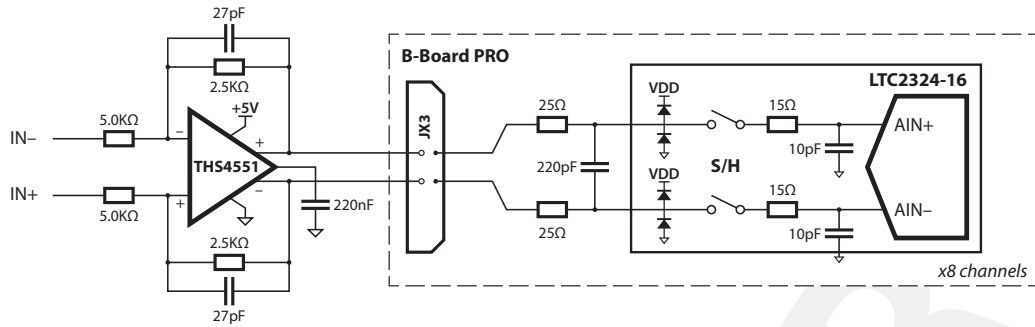 27pF
2.5KΩ
B-Board PRO
LTC2324-16
+5V
VDD
5.0KΩ
25Ω
15Ω
IN−
−
+
JX3
AIN+
10pF
THS4551
220pF
S/H
VDD
IN+
+
−
220nF
15Ω
AIN−
5.0KΩ
25Ω
10pF
2.5KΩ
x8 channels
27pF